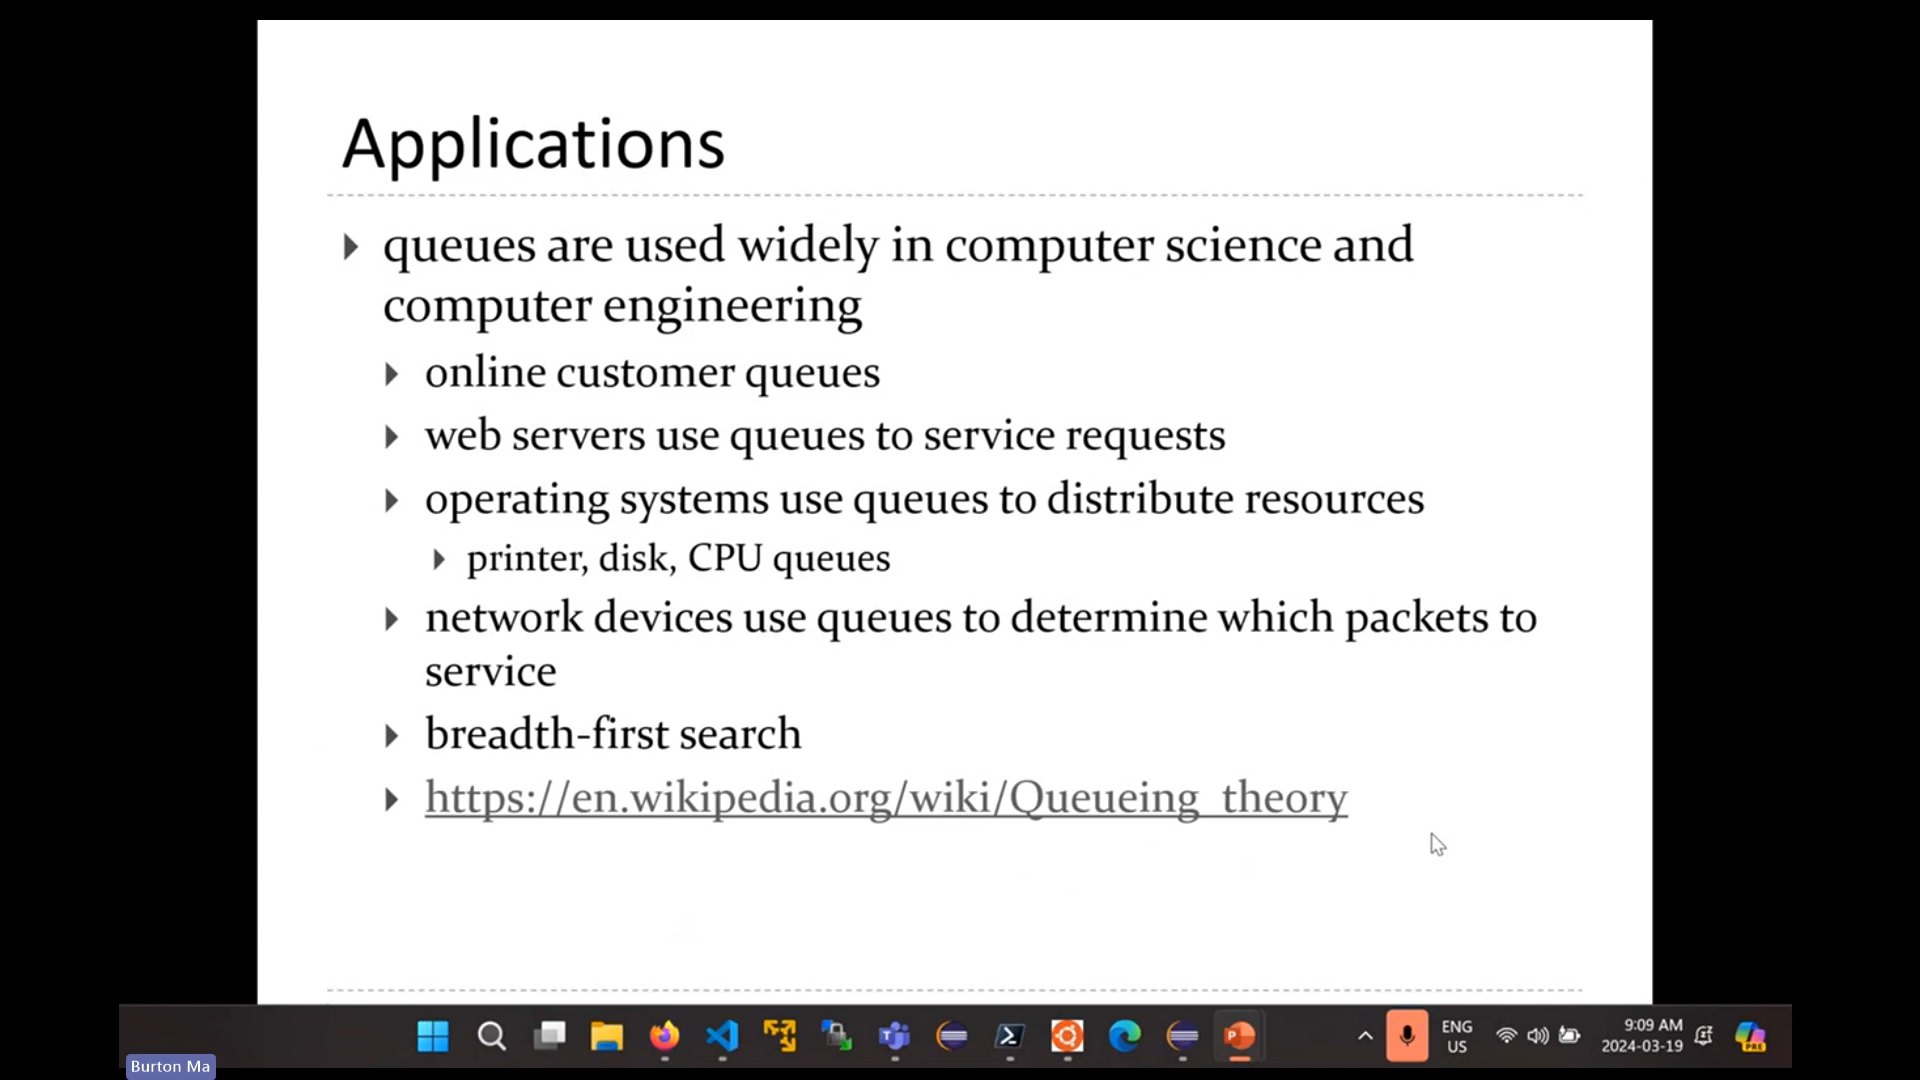 Applications
queues are used widely in computer science and
computer engineering
online customer queues
web servers use queues to service requests
operating systems use queues to distribute resources
printer, disk, CPU queues
network devices use queues to determine which packets to
service
breadth-first search
https://en.wikipedia.org/wiki/Queueing_theory
ENG
US
9:09 AM
2024-03-19
PRE
Burton Ma